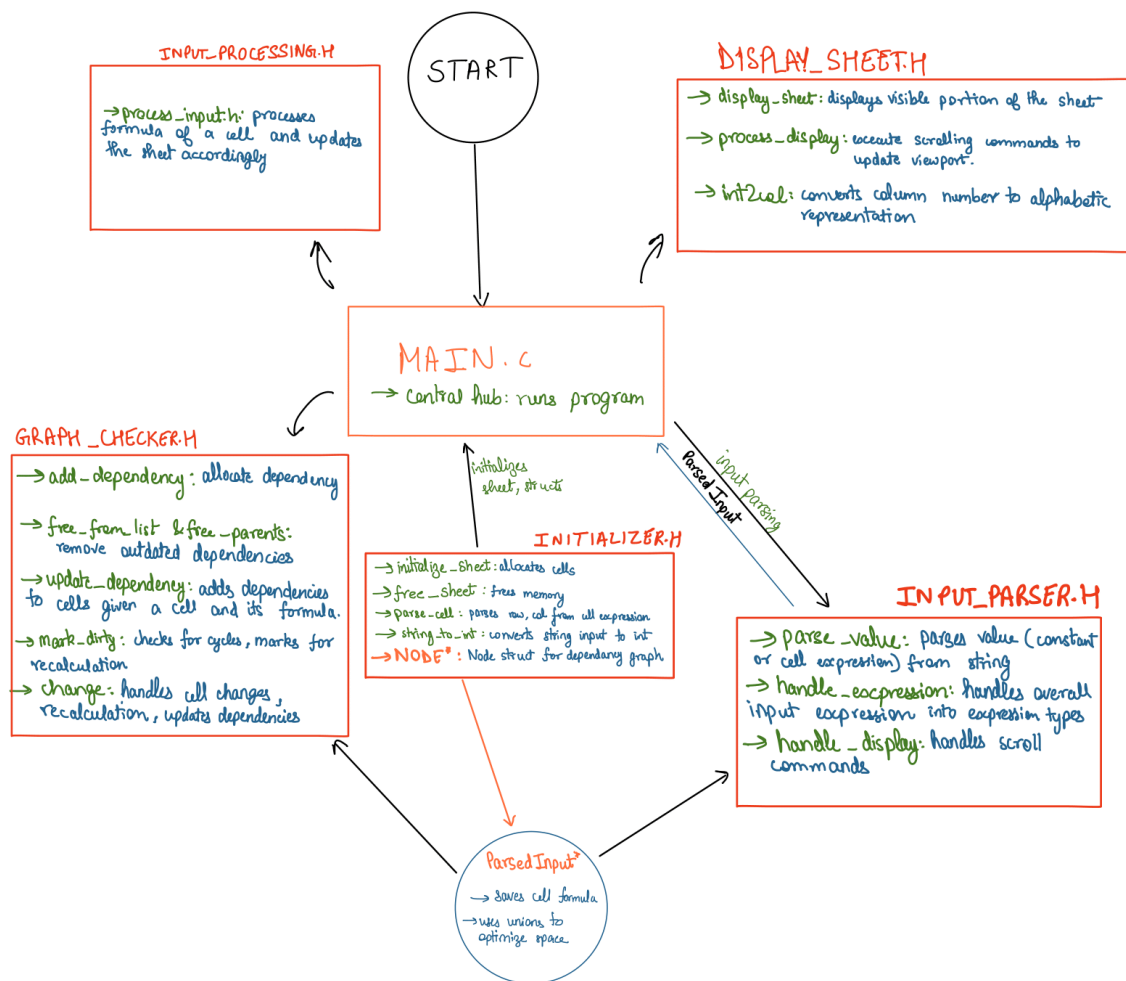 START
INPUT_PROCESSING.H
→process_input.h: processes
formula of a cell and updates
the sheet accordingly
DISPLAY_SHEET.H
→ display_sheet: displays visible portion of the sheet
→ process_display: execute scrolling commands to
update viewport.
→ int2col: converts column number to alphabetic
representation
MAIN.c
→ central hub: runs program
GRAPH_CHECKER.H
→ add_dependency: allocate dependency
→ free_from_list & free_parents:
remove outdated dependencies
→ update_dependency: adds dependencies
to cells given a cell and its formula.
→ mark_dirty: checks for cycles, marks for
recalculation
→ change: handles cell changes,
recalculation, updates dependencies
initializes
sheet, structs
INITIALIZER.H
→ initialize_sheet: allocates cells
→ free_sheet: frees memory
→ parse_cell: parses row, col from cell expression
→ string_to_int: converts string input to int
→ NODE*: Node struct for dependancy graph
input parsing
Parsed Input
INPUT_PARSER.H
→ parse_value: parses value (constant
or cell expression) from string
→ handle_expression: handles overall
input expression into expression types
→ handle_display: handles scroll
commands
ParsedInput*
→ saves cell formula
→ uses unions to
optimize space